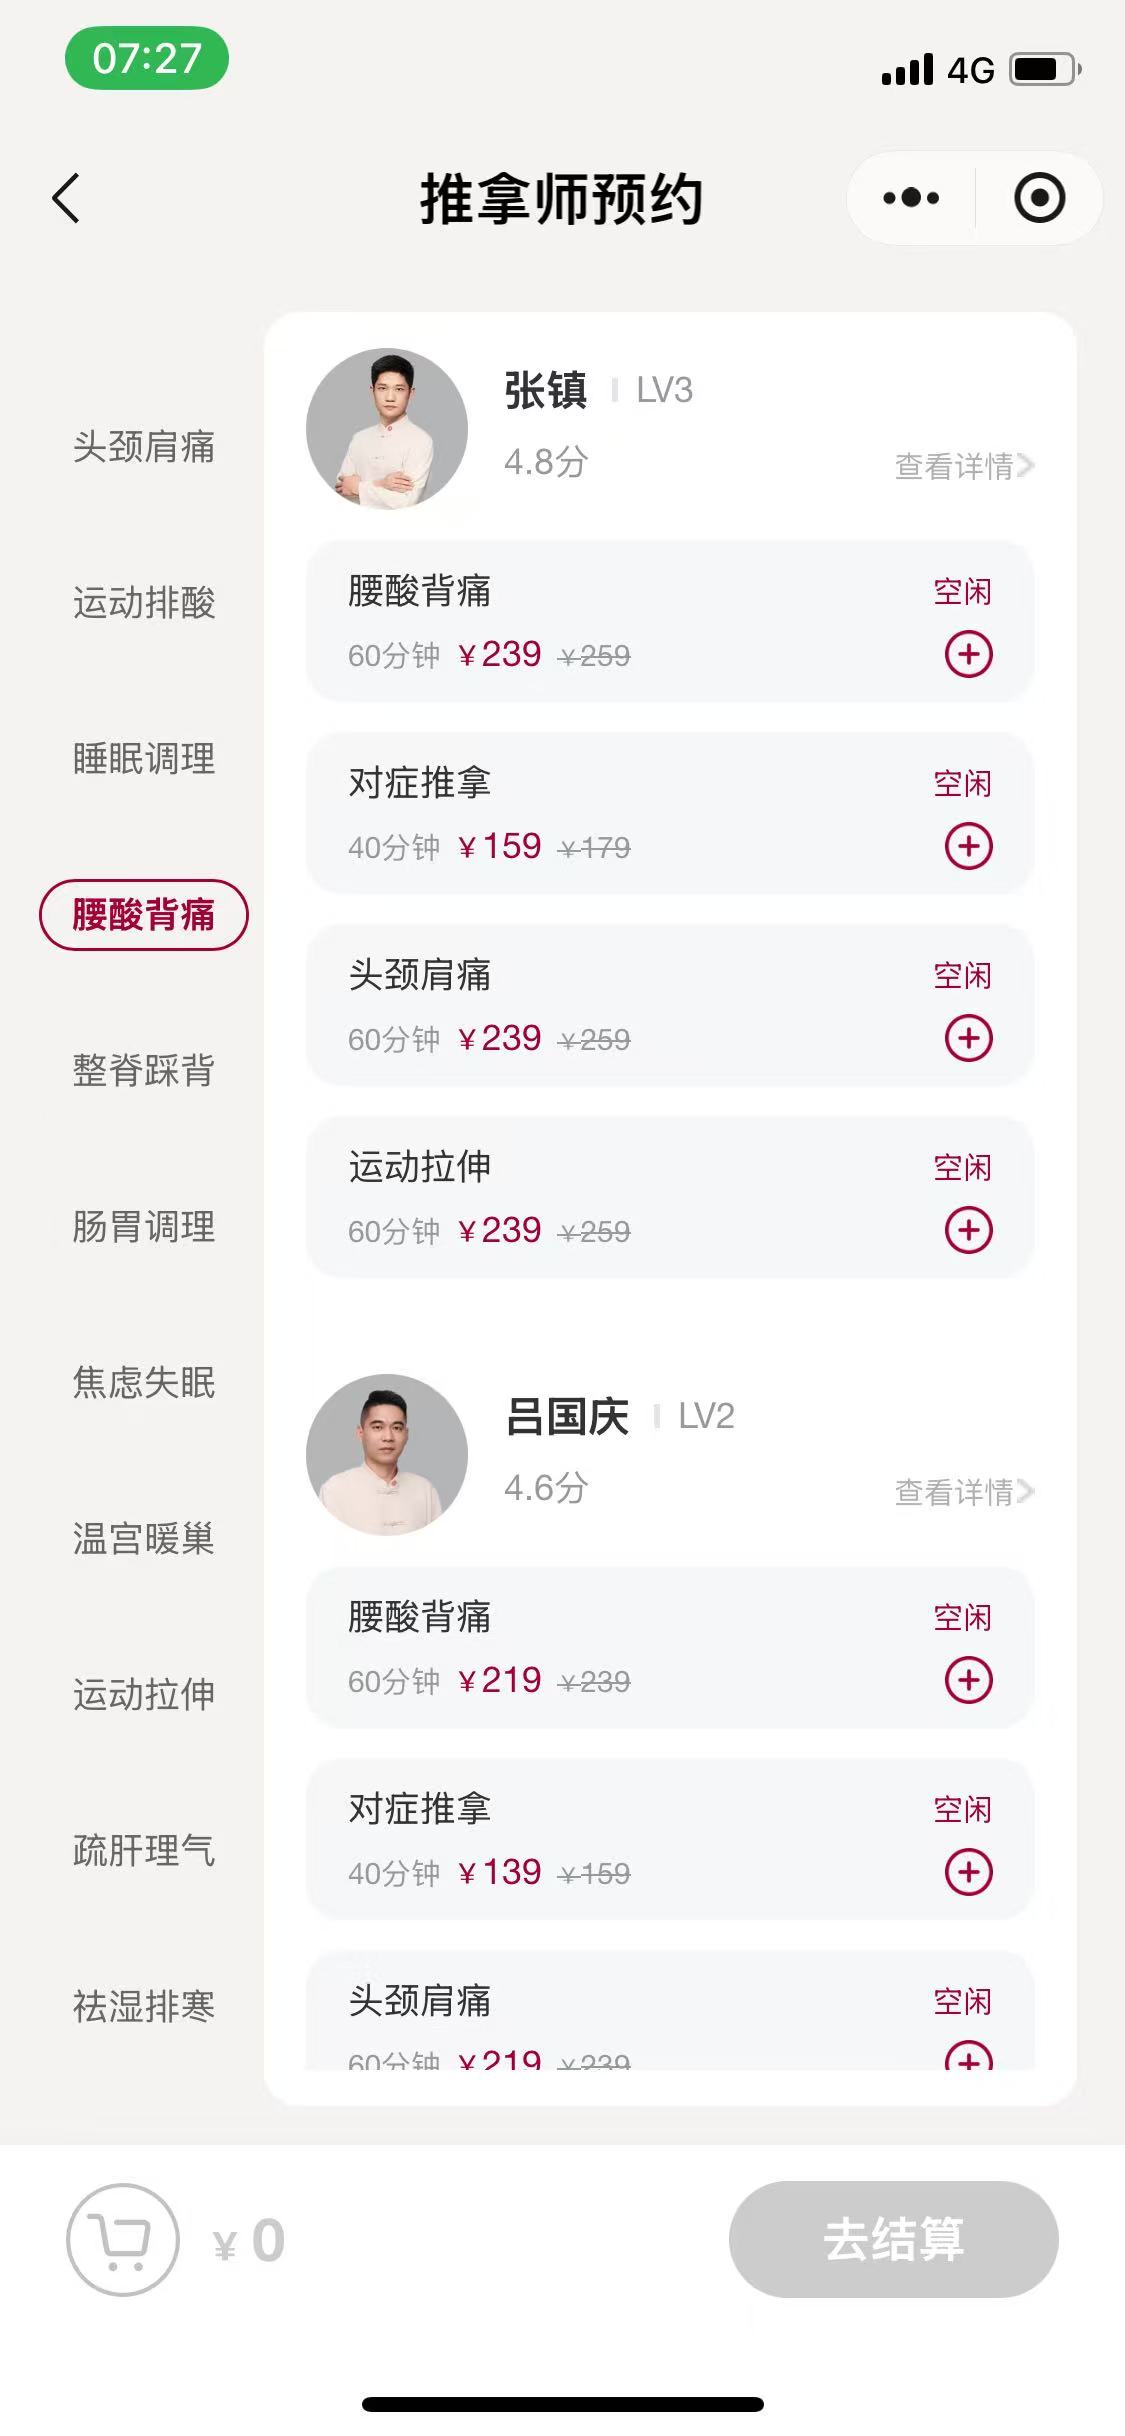 07:27
4G
推拿师预约
头颈肩痛
运动排酸
睡眠调理
腰酸背痛
整脊踩背
肠胃调理
焦虑失眠
温宫暖巢
运动拉伸
疏肝理气
祛湿排寒
张镇 LV3
4.8分
查看详情
腰酸背痛 空闲
60分钟 ¥239 ¥259
对症推拿 空闲
40分钟 ¥159 ¥179
头颈肩痛 空闲
60分钟 ¥239 ¥259
运动拉伸 空闲
60分钟 ¥239 ¥259
吕国庆 LV2
4.6分
查看详情
腰酸背痛 空闲
60分钟 ¥219 ¥239
对症推拿 空闲
40分钟 ¥139 ¥159
头颈肩痛 空闲
60分钟 ¥219 ¥239
¥0
去结算